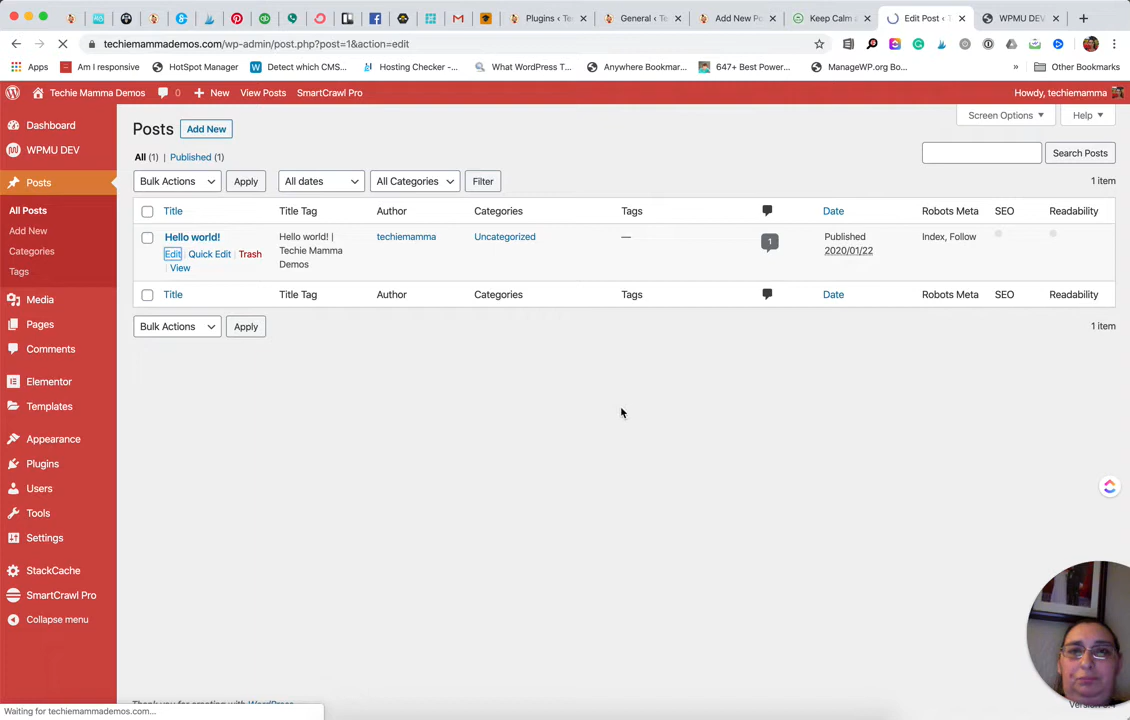 Plugins < Te
General < Te
Add New Po
Keep Calm a
Edit Post < T
WPMU DEV
techiemammademos.com/wp-admin/post.php?post=1&action=edit
Apps
Am I responsive
HotSpot Manager
Detect which CMS...
Hosting Checker -...
What WordPress T...
Anywhere Bookmar...
647+ Best Power...
ManageWP.org Bo...
»
Other Bookmarks
Techie Mamma Demos
0
New
View Posts
SmartCrawl Pro
Howdy, techiemamma
Dashboard
WPMU DEV
Posts
All Posts
Add New
Categories
Tags
Media
Pages
Comments
Elementor
Templates
Appearance
Plugins
Users
Tools
Settings
StackCache
SmartCrawl Pro
Collapse menu
Screen Options
Help
Posts
Add New
All (1) | Published (1)
Search Posts
Bulk Actions
Apply
All dates
All Categories
Filter
1 item
Title
Title Tag
Author
Categories
Tags
Date
Robots Meta
SEO
Readability
Hello world!
Edit | Quick Edit | Trash
| View
Hello world! |
Techie Mamma
Demos
techiemamma
Uncategorized
—
1
Published
2020/01/22
Index, Follow
Title
Title Tag
Author
Categories
Tags
Date
Robots Meta
SEO
Readability
Bulk Actions
Apply
1 item
Thank you for creating with WordPress
Waiting for techiemammademos.com...